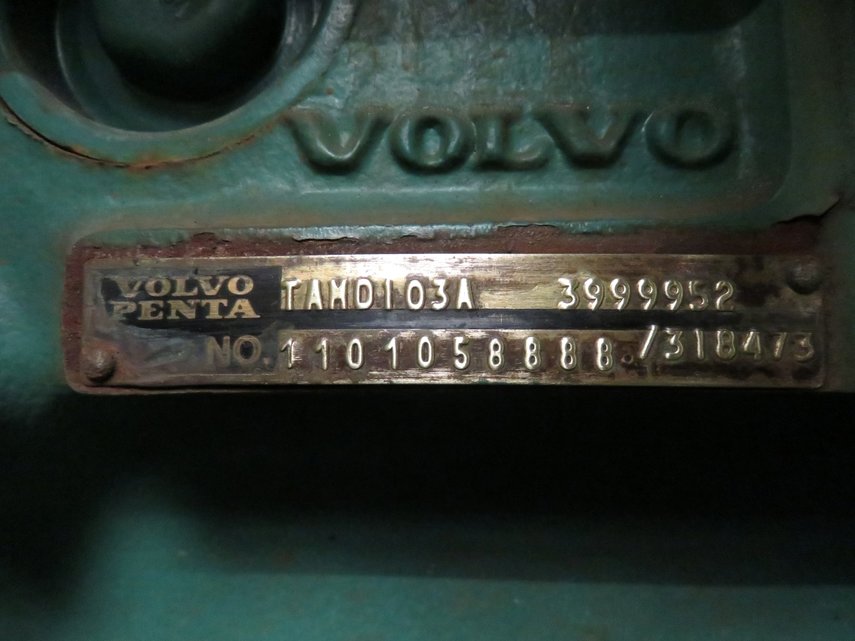 VOLVO
VOLVO PENTA TAMD103A 3999952
NO. 1101058888 /318473